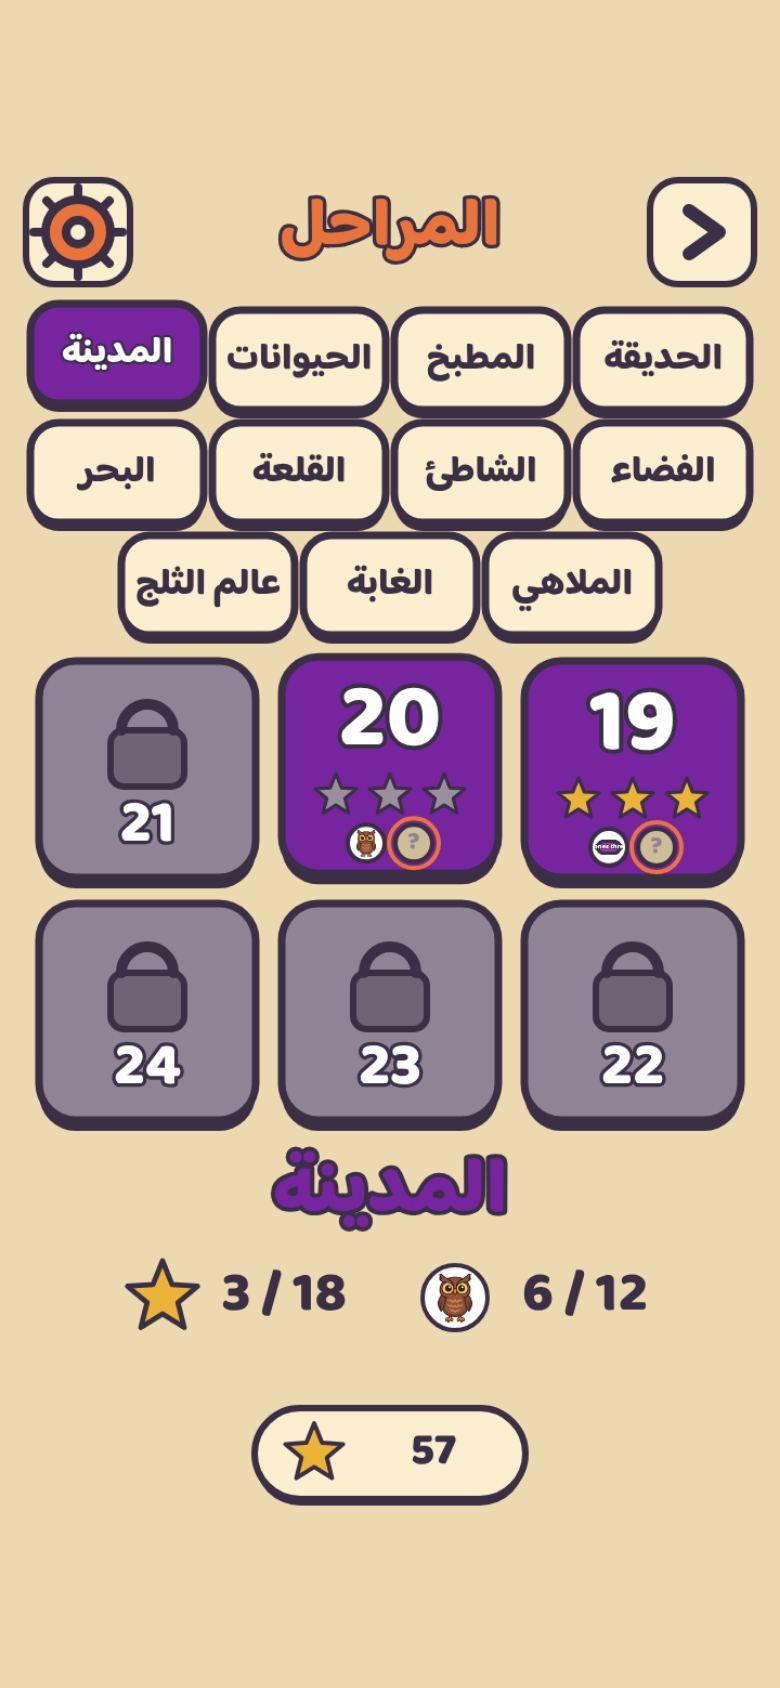 المراحل
الحديقة
المطبخ
الحيوانات
المدينة
الفضاء
الشاطئ
القلعة
البحر
الملاهي
الغابة
عالم الثلج
19
20
21
?
?
22
23
24
المدينة
3 / 18
6 / 12
57